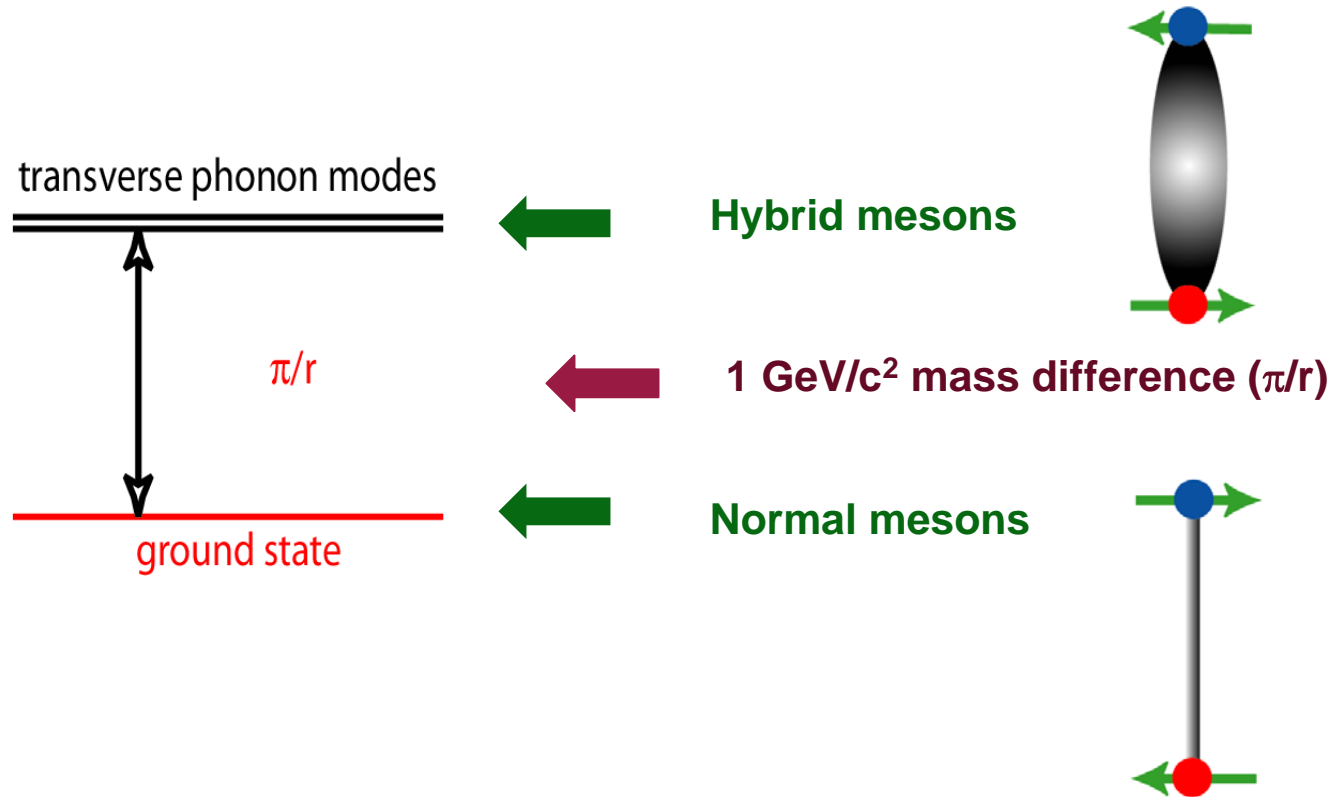 transverse phonon modes
Hybrid mesons
π/r
1 GeV/c² mass difference (π/r)
Normal mesons
ground state